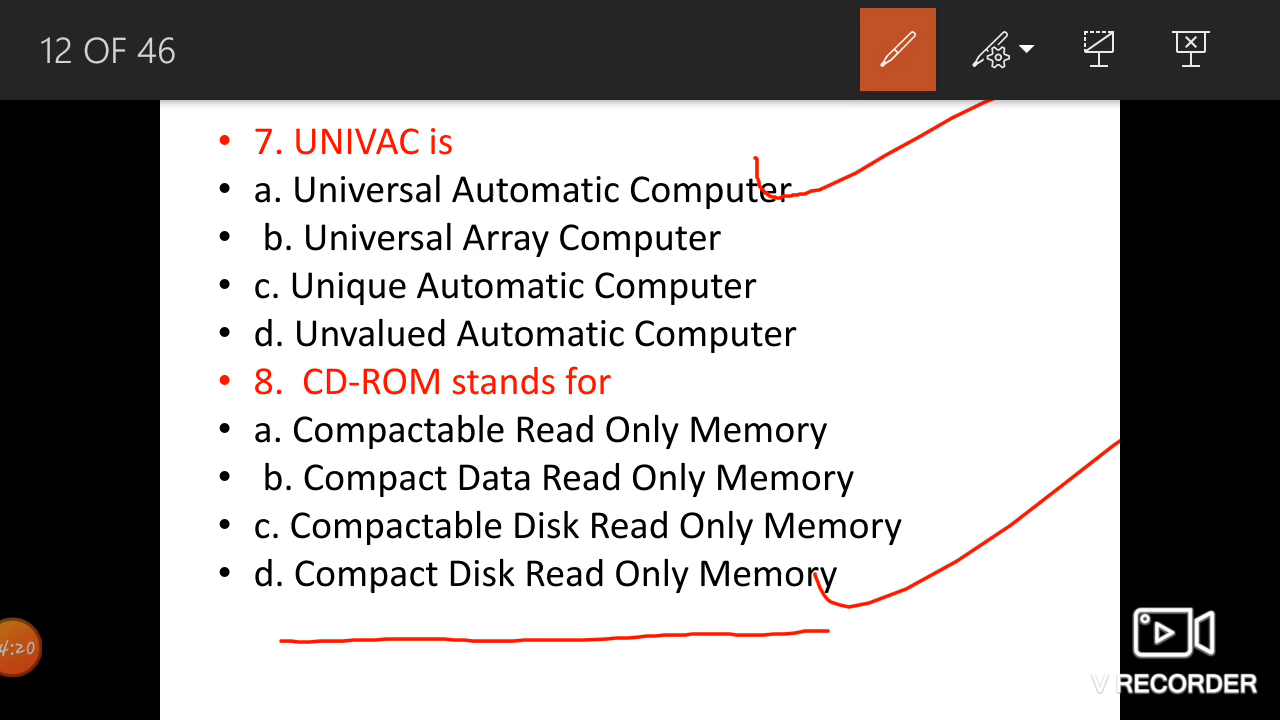 12 OF 46
• 7. UNIVAC is
• a. Universal Automatic Computer
• b. Universal Array Computer
• c. Unique Automatic Computer
• d. Unvalued Automatic Computer
• 8. CD-ROM stands for
• a. Compactable Read Only Memory
• b. Compact Data Read Only Memory
• c. Compactable Disk Read Only Memory
• d. Compact Disk Read Only Memory
4:20
V RECORDER